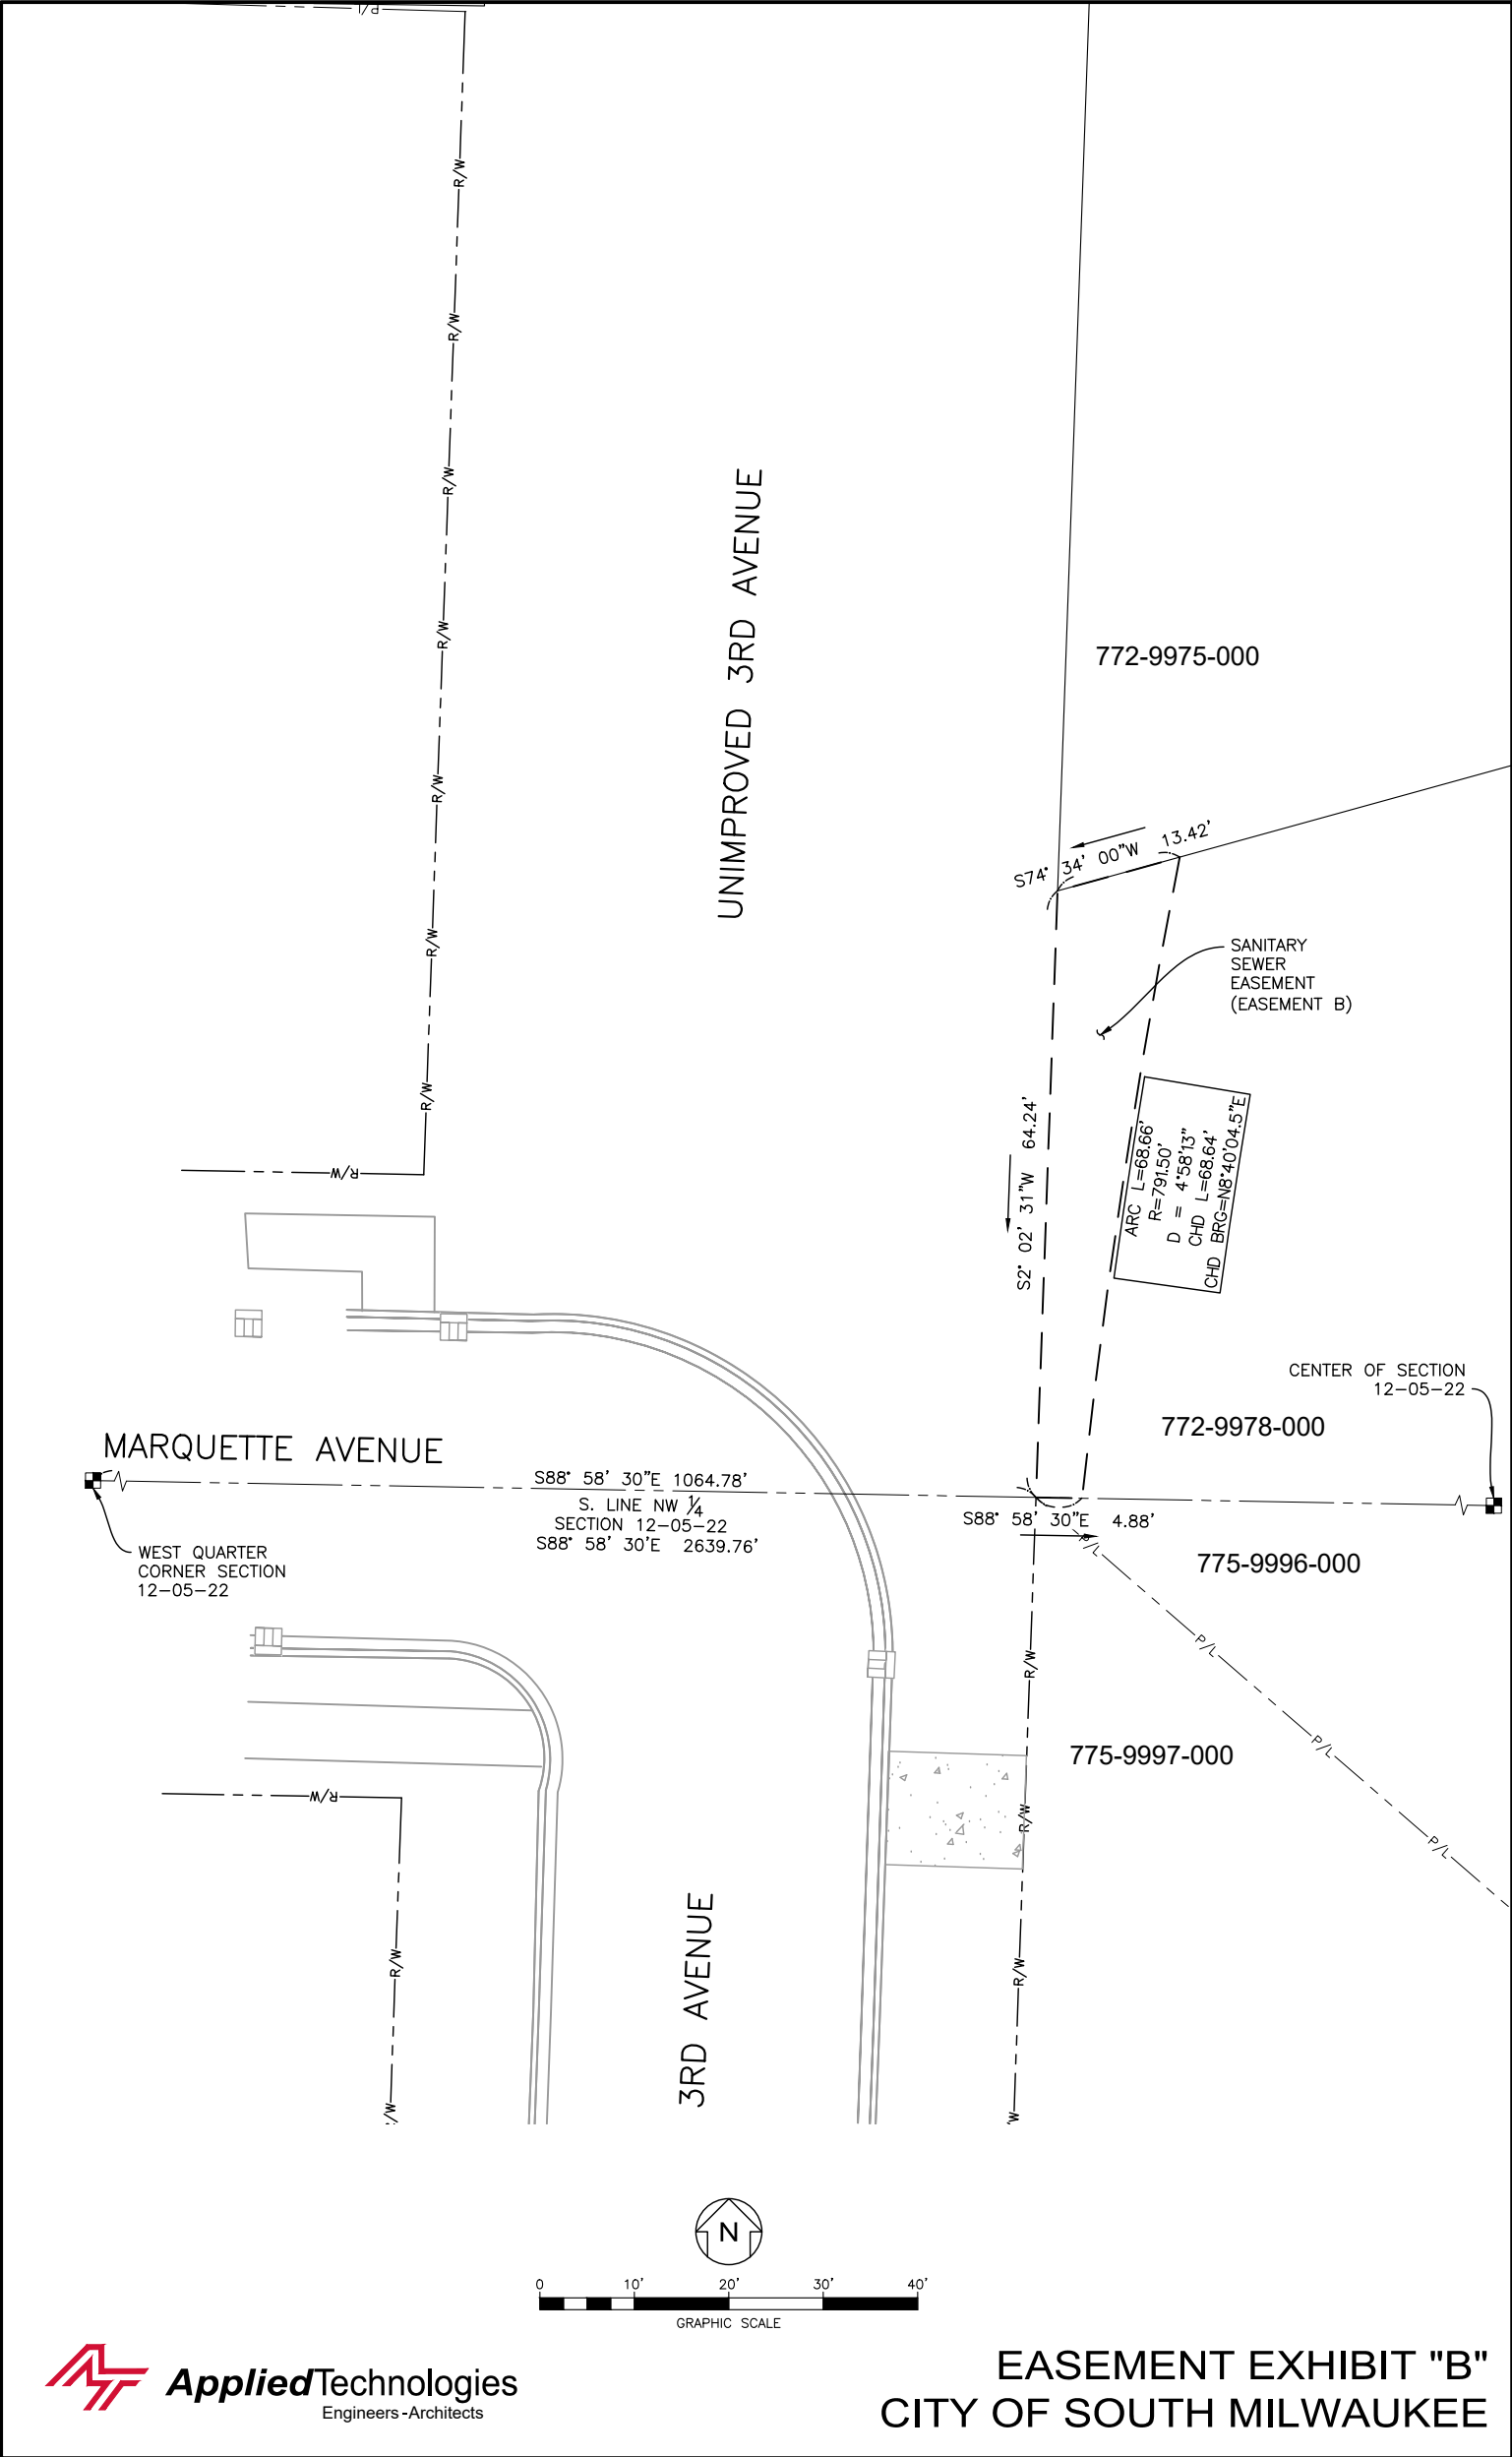 P/L
R/W
R/W
R/W
R/W
R/W
R/W
R/W
R/W
UNIMPROVED 3RD AVENUE
772-9975-000
S74° 34' 00"W 13.42'
SANITARY
SEWER
EASEMENT
(EASEMENT B)
S2° 02' 31"W 64.24'
ARC L=68.66'
R=791.50'
D = 4°58'13"
CHD L=68.64'
CHD BRG=N8°40'04.5"E
CENTER OF SECTION
12-05-22
772-9978-000
MARQUETTE AVENUE
S88° 58' 30"E 1064.78'
S. LINE NW 1/4
SECTION 12-05-22
S88° 58' 30'E 2639.76'
S88° 58' 30"E 4.88'
WEST QUARTER
CORNER SECTION
12-05-22
P/L
775-9996-000
P/L
R/W
P/L
775-9997-000
R/W
R/W
P/L
R/W
R/W
3RD AVENUE
/W
W
N
0 10' 20' 30' 40'
GRAPHIC SCALE
AppliedTechnologies
Engineers-Architects
EASEMENT EXHIBIT "B"
CITY OF SOUTH MILWAUKEE